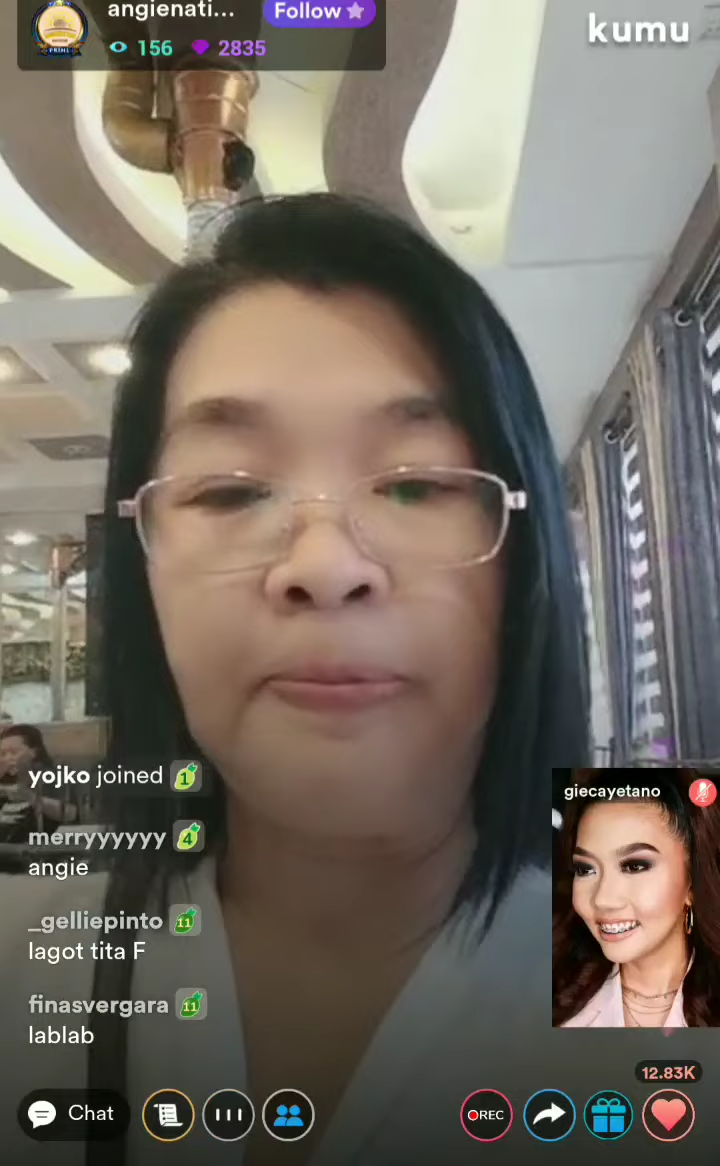 angienati...
Follow
156
2835
kumu
yojko joined 1
merryyyyyy 4
angie
_gelliepinto 11
lagot tita F
finasvergara 11
lablab
giecayetano
12.83K
Chat
REC